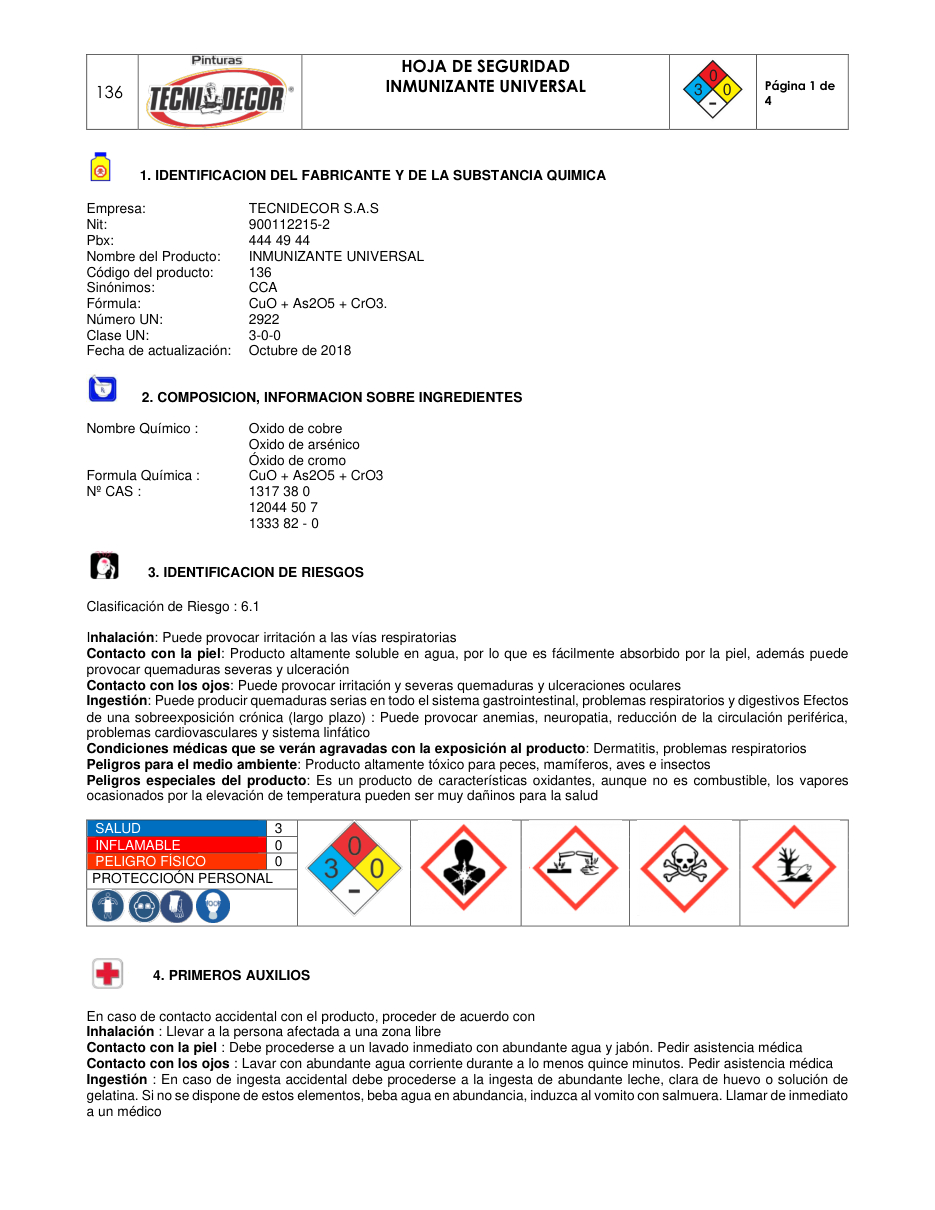 136
Pinturas
TECNIDECOR®
HOJA DE SEGURIDAD
INMUNIZANTE UNIVERSAL
0
3 0
-
Página 1 de
4
1. IDENTIFICACION DEL FABRICANTE Y DE LA SUBSTANCIA QUIMICA
Empresa: TECNIDECOR S.A.S
Nit: 900112215-2
Pbx: 444 49 44
Nombre del Producto: INMUNIZANTE UNIVERSAL
Código del producto: 136
Sinónimos: CCA
Fórmula: CuO + As2O5 + CrO3.
Número UN: 2922
Clase UN: 3-0-0
Fecha de actualización: Octubre de 2018
2. COMPOSICION, INFORMACION SOBRE INGREDIENTES
Nombre Químico : Oxido de cobre
Oxido de arsénico
Óxido de cromo
Formula Química : CuO + As2O5 + CrO3
Nº CAS : 1317 38 0
12044 50 7
1333 82 - 0
3. IDENTIFICACION DE RIESGOS
Clasificación de Riesgo : 6.1
Inhalación: Puede provocar irritación a las vías respiratorias
Contacto con la piel: Producto altamente soluble en agua, por lo que es fácilmente absorbido por la piel, además puede
provocar quemaduras severas y ulceración
Contacto con los ojos: Puede provocar irritación y severas quemaduras y ulceraciones oculares
Ingestión: Puede producir quemaduras serias en todo el sistema gastrointestinal, problemas respiratorios y digestivos Efectos
de una sobreexposición crónica (largo plazo) : Puede provocar anemias, neuropatia, reducción de la circulación periférica,
problemas cardiovasculares y sistema linfático
Condiciones médicas que se verán agravadas con la exposición al producto: Dermatitis, problemas respiratorios
Peligros para el medio ambiente: Producto altamente tóxico para peces, mamíferos, aves e insectos
Peligros especiales del producto: Es un producto de características oxidantes, aunque no es combustible, los vapores
ocasionados por la elevación de temperatura pueden ser muy dañinos para la salud
SALUD 3
INFLAMABLE 0
PELIGRO FÍSICO 0
PROTECCIOÓN PERSONAL
0
3 0
-
4. PRIMEROS AUXILIOS
En caso de contacto accidental con el producto, proceder de acuerdo con
Inhalación : Llevar a la persona afectada a una zona libre
Contacto con la piel : Debe procederse a un lavado inmediato con abundante agua y jabón. Pedir asistencia médica
Contacto con los ojos : Lavar con abundante agua corriente durante a lo menos quince minutos. Pedir asistencia médica
Ingestión : En caso de ingesta accidental debe procederse a la ingesta de abundante leche, clara de huevo o solución de
gelatina. Si no se dispone de estos elementos, beba agua en abundancia, induzca al vomito con salmuera. Llamar de inmediato
a un médico